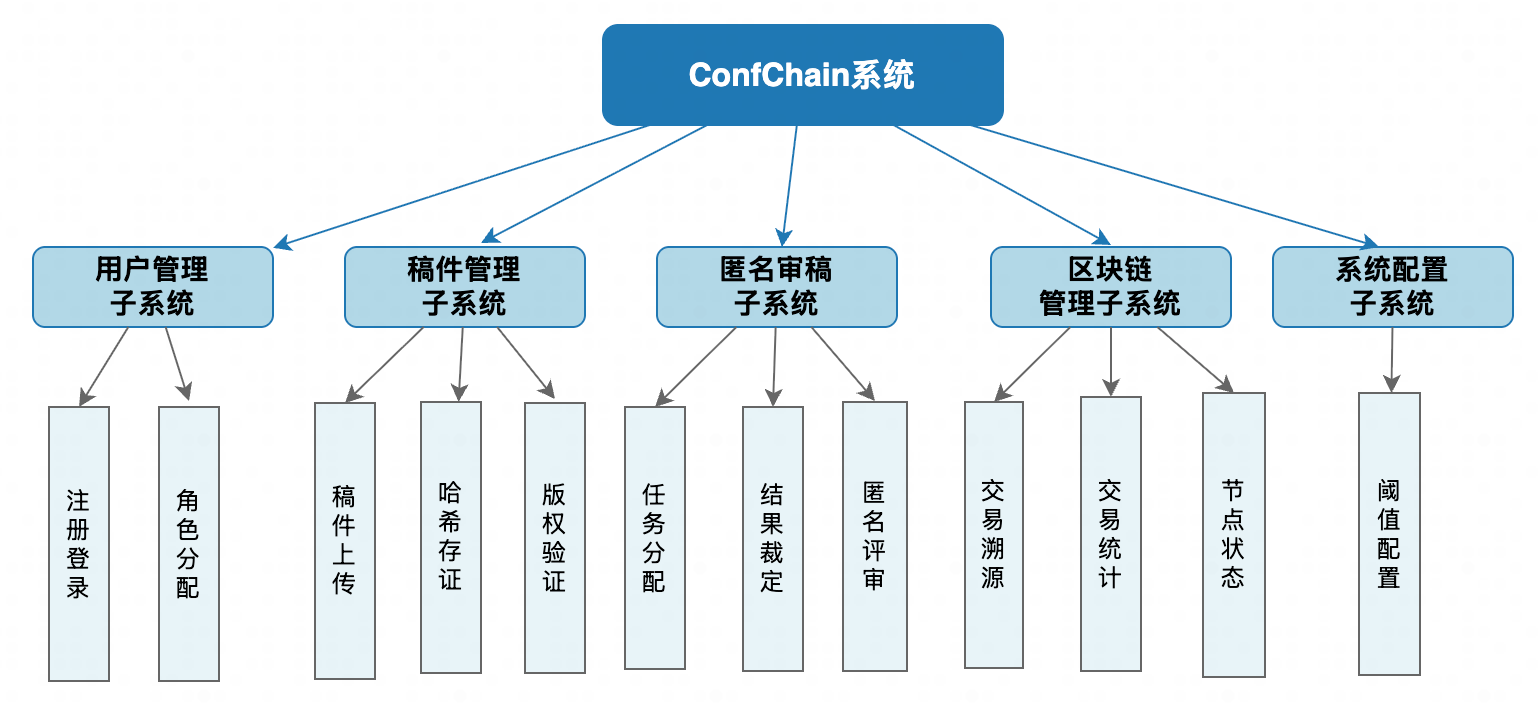 ConfChain系统
用户管理
子系统
稿件管理
子系统
匿名审稿
子系统
区块链
管理子系统
系统配置
子系统
注册登录
角色分配
稿件上传
哈希存证
版权验证
任务分配
结果裁定
匿名评审
交易溯源
交易统计
节点状态
阈值配置